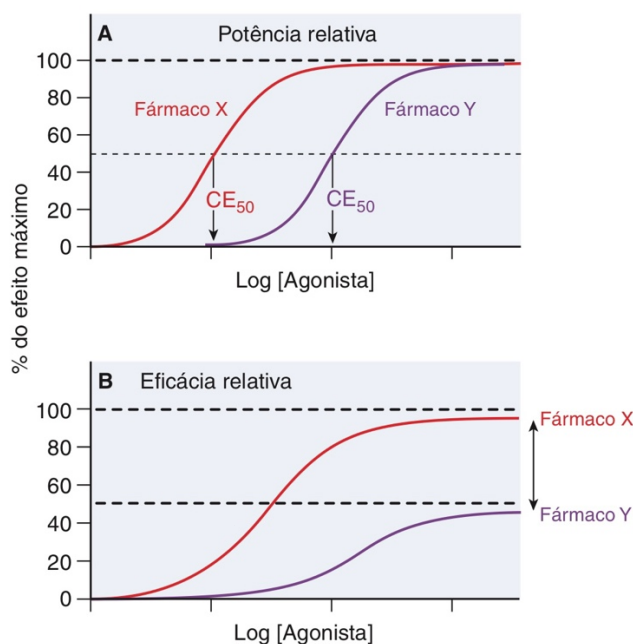 A Potência relativa
100
80
60
40
20
0
Fármaco X
Fármaco Y
CE50
CE50
Log [Agonista]
% do efeito máximo
B Eficácia relativa
100
80
60
40
20
0
Fármaco X
Fármaco Y
Log [Agonista]